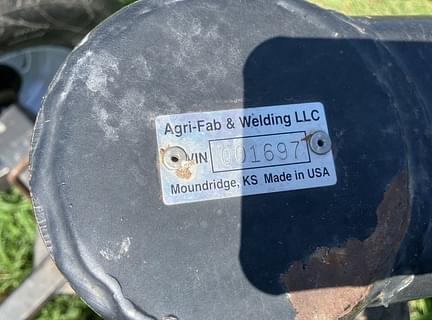 Agri-Fab & Welding LLC
VIN 001697
Moundridge, KS Made in USA